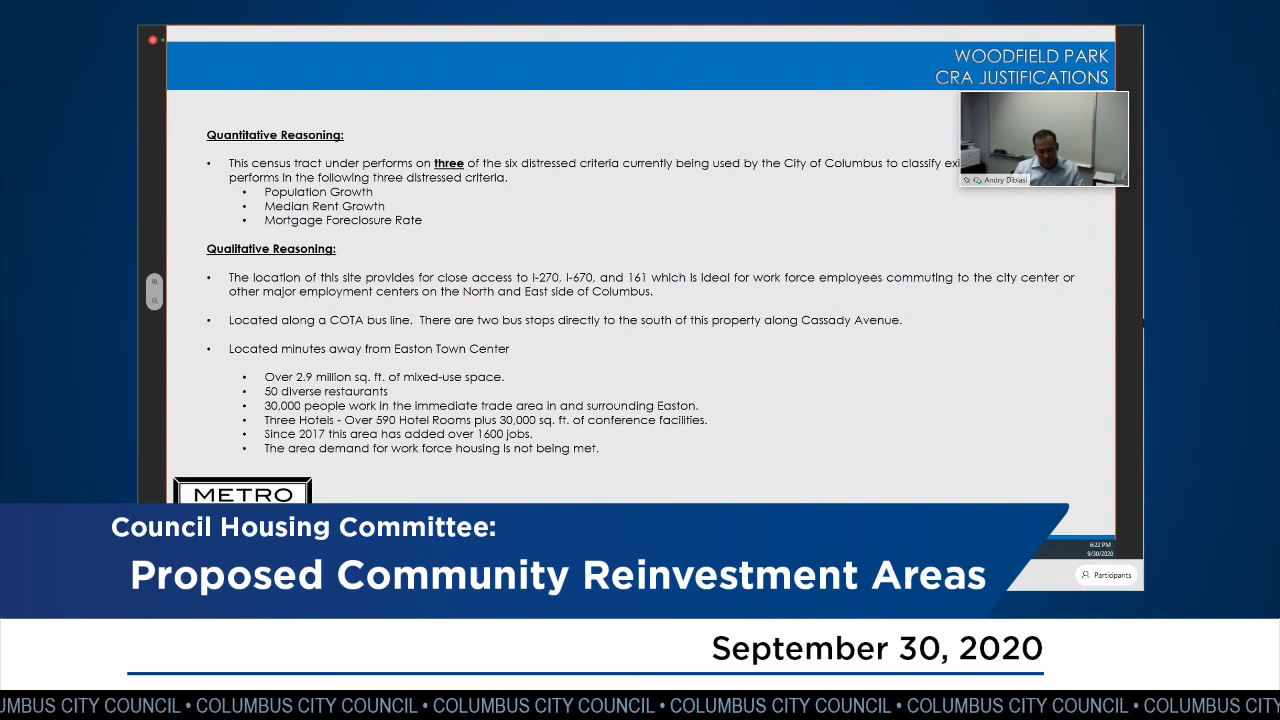 WOODFIELD PARK
CRA JUSTIFICATIONS
Quantitative Reasoning:
• This census tract under performs on three of the six distressed criteria currently being used by the City of Columbus to classify
performs in the following three distressed criteria.
• Population Growth
• Median Rent Growth
• Mortgage Foreclosure Rate
Andry Diblasi
Qualitative Reasoning:
• The location of this site provides for close access to I-270, I-670, and 161 which is ideal for work force employees commuting to the city center or
other major employment centers on the North and East side of Columbus.
• Located along a COTA bus line. There are two bus stops directly to the south of this property along Cassady Avenue.
• Located minutes away from Easton Town Center
• Over 2.9 million sq. ft. of mixed-use space.
• 50 diverse restaurants
• 30,000 people work in the immediate trade area in and surrounding Easton.
• Three Hotels - Over 590 Hotel Rooms plus 30,000 sq. ft. of conference facilities.
• Since 2017 this area has added over 1600 jobs.
• The area demand for work force housing is not being met.
METRO
6:22 PM
9/30/2020
Participants
Council Housing Committee:
Proposed Community Reinvestment Areas
September 30, 2020
UMBUS CITY COUNCIL • COLUMBUS CITY COUNCIL • COLUMBUS CITY COUNCIL • COLUMBUS CITY COUNCIL • COLUMBUS CITY COUNCIL • COLUMBUS CITY